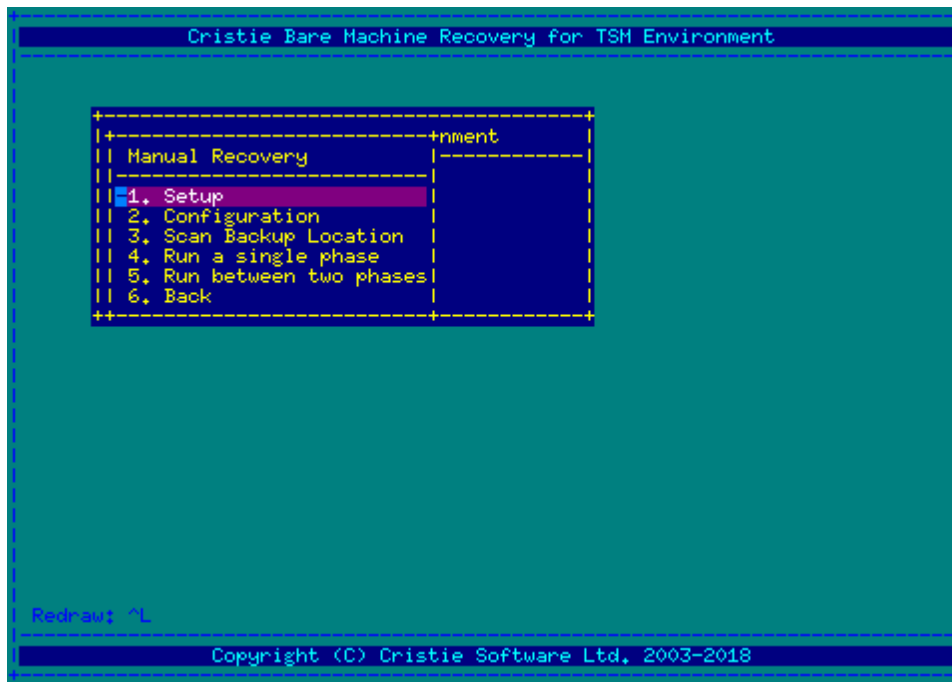 Cristie Bare Machine Recovery for TSM Environment
nment
Manual Recovery
1. Setup
2. Configuration
3. Scan Backup Location
4. Run a single phase
5. Run between two phases
6. Back
Redraw: ^L
Copyright (C) Cristie Software Ltd. 2003-2018